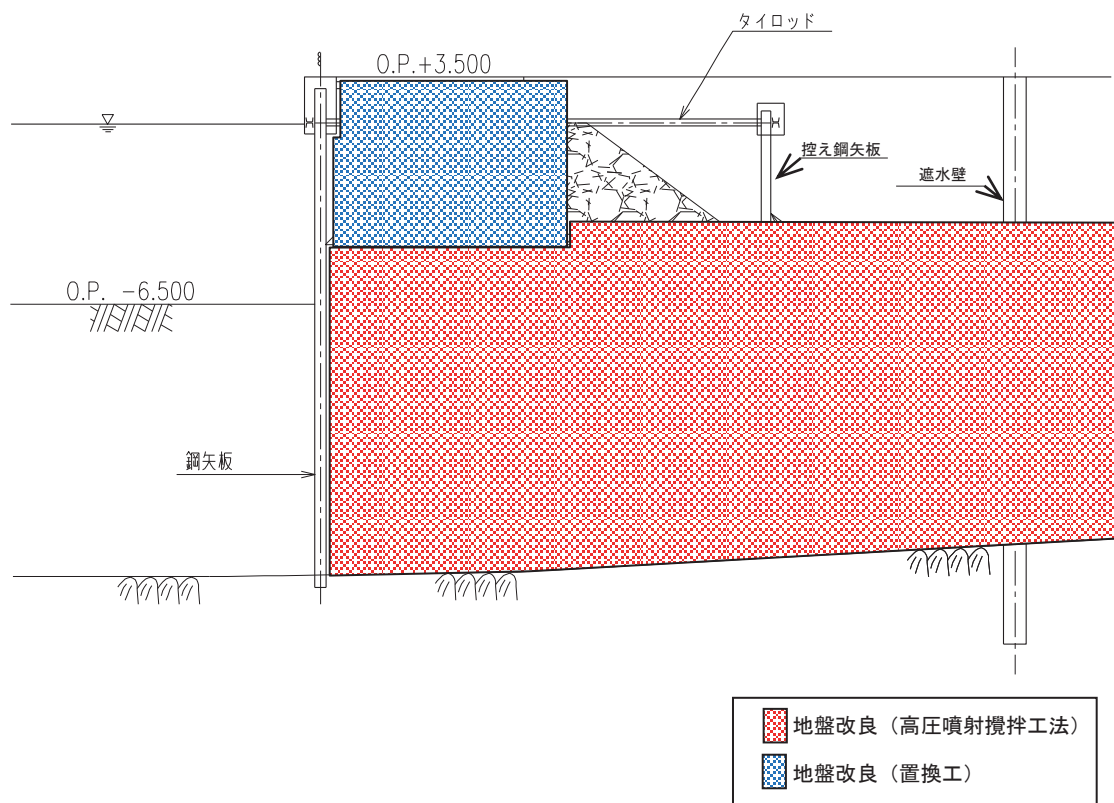 タイロッド
O.P.+3.500
控え鋼矢板
遮水壁
O.P. -6.500
鋼矢板
地盤改良（高圧噴射攪拌工法）
地盤改良（置換工）